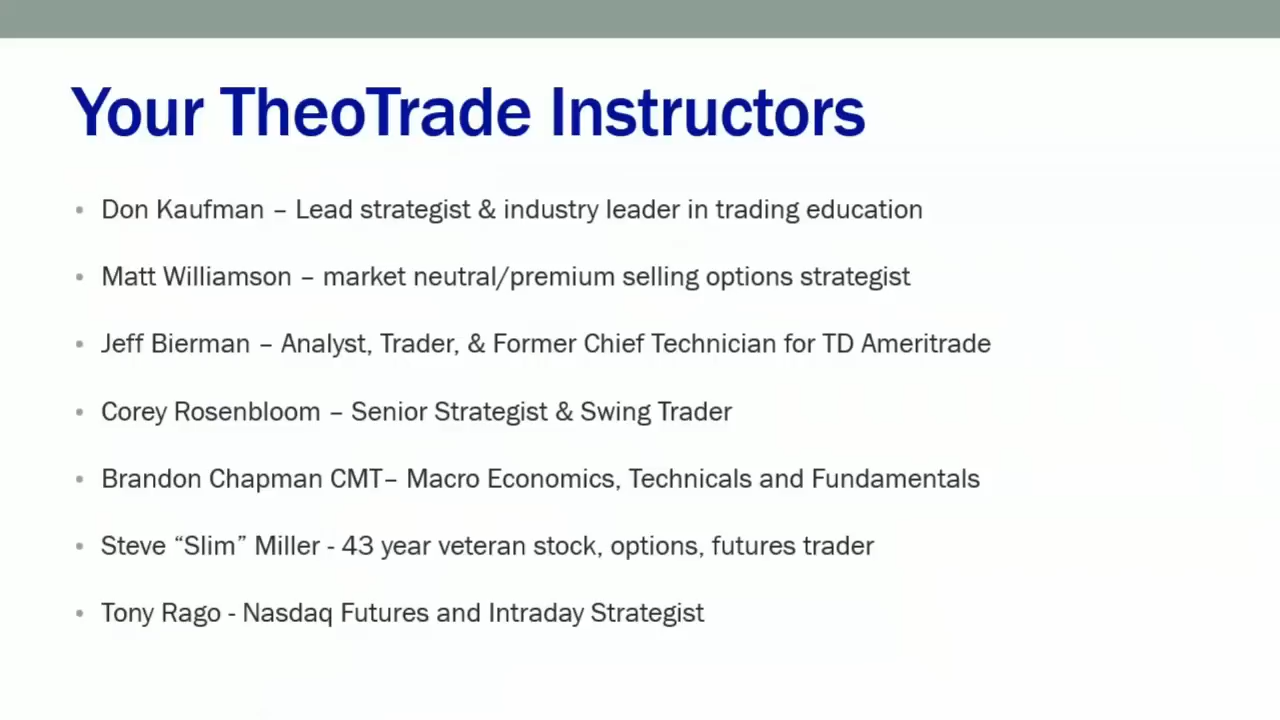 Your TheoTrade Instructors
• Don Kaufman – Lead strategist & industry leader in trading education
• Matt Williamson – market neutral/premium selling options strategist
• Jeff Bierman – Analyst, Trader, & Former Chief Technician for TD Ameritrade
• Corey Rosenbloom – Senior Strategist & Swing Trader
• Brandon Chapman CMT– Macro Economics, Technicals and Fundamentals
• Steve “Slim” Miller - 43 year veteran stock, options, futures trader
• Tony Rago - Nasdaq Futures and Intraday Strategist